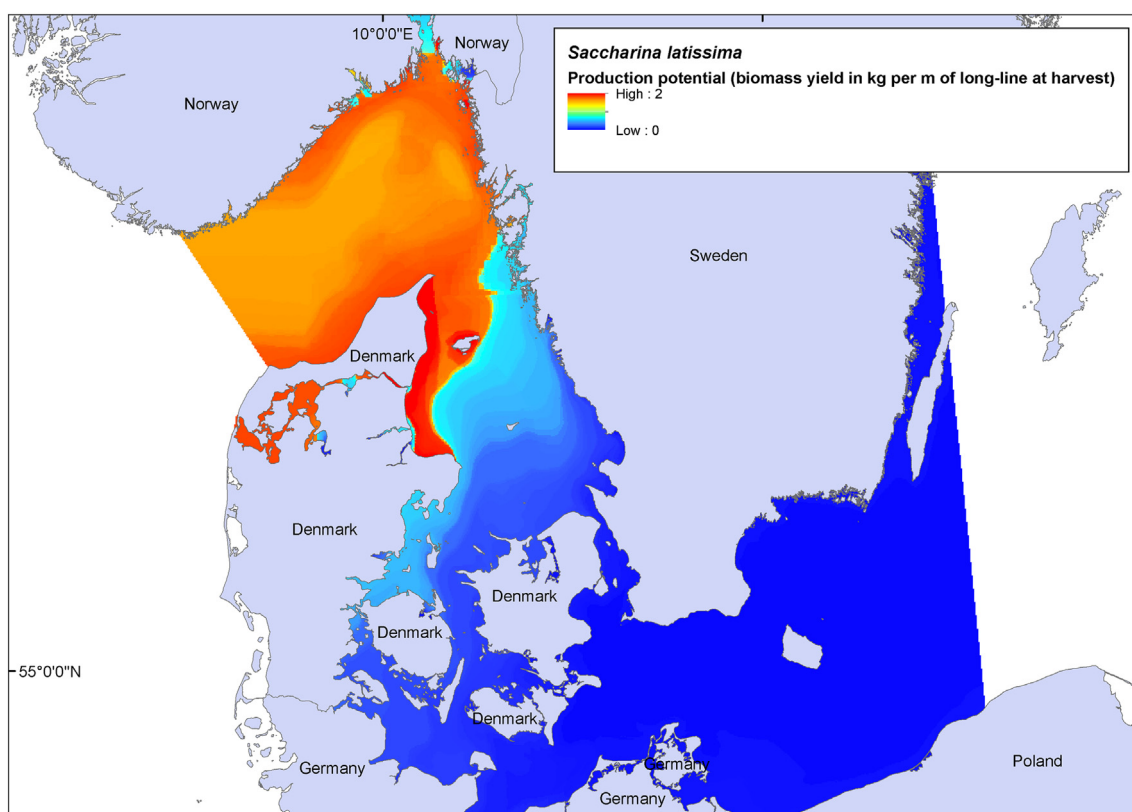 10°0'0"E
Norway
Norway
Saccharina latissima
Production potential (biomass yield in kg per m of long-line at harvest)
High : 2
Low : 0
Sweden
Denmark
Denmark
Denmark
Denmark
55°0'0"N
Denmark
Germany
Germany
Poland
Germany